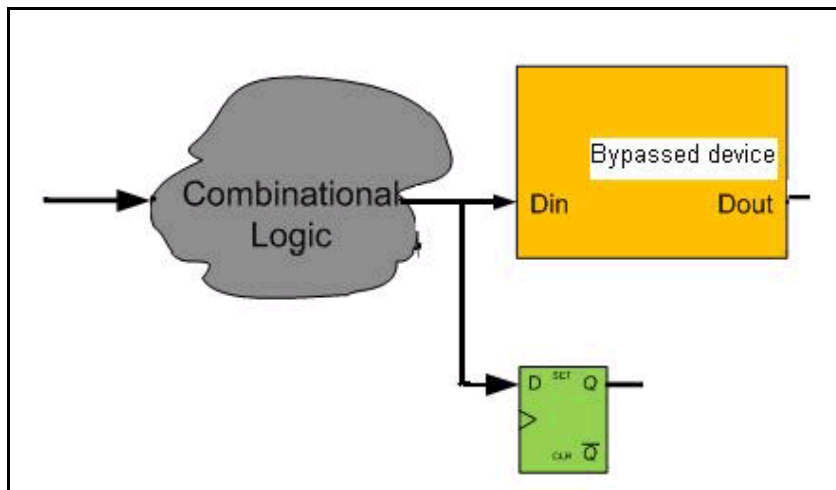 Combinational
Logic
Bypassed device
Din
Dout
D
SET
Q
CLR
Q